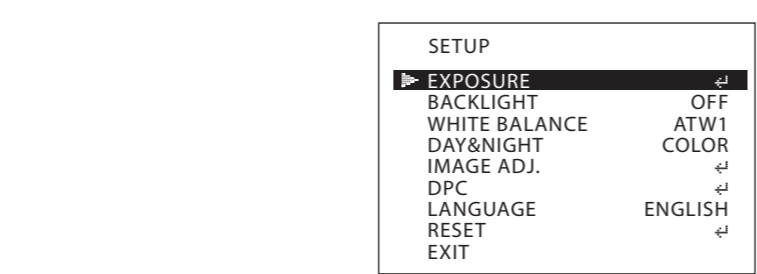 SETUP
EXPOSURE ↵
BACKLIGHT OFF
WHITE BALANCE ATW1
DAY&NIGHT COLOR
IMAGE ADJ. ↵
DPC ↵
LANGUAGE ENGLISH
RESET ↵
EXIT